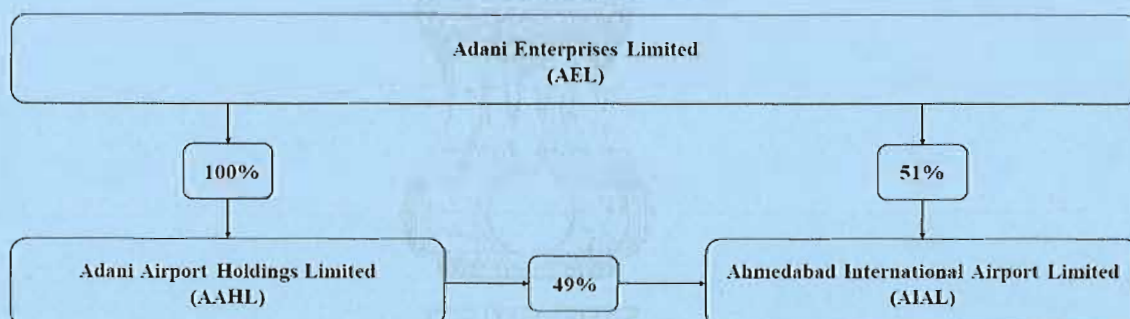 Adani Enterprises Limited
(AEL)
100%
51%
Adani Airport Holdings Limited
(AAHL)
49%
Ahmedabad International Airport Limited
(AIAL)